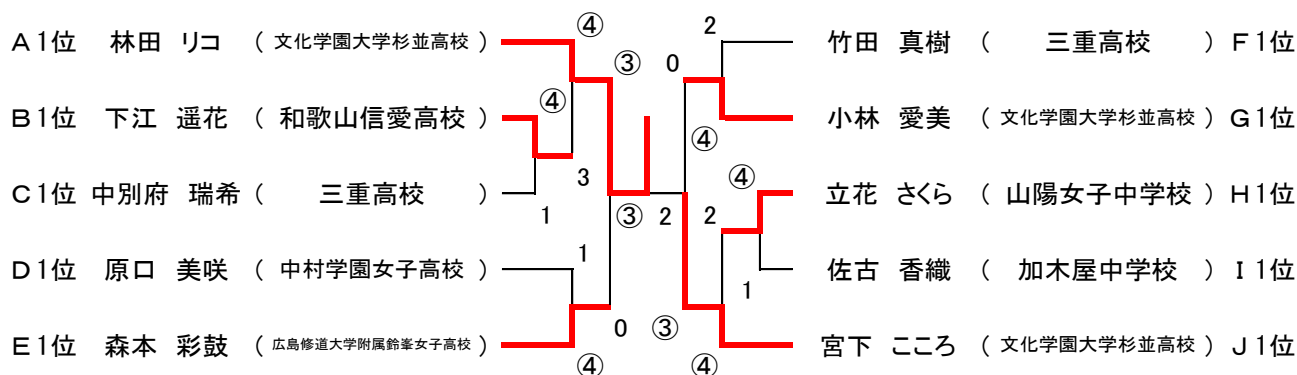 A1位 林田 リコ ( 文化学園大学杉並高校 )
B1位 下江 遥花 ( 和歌山信愛高校 )
C1位 中別府 瑞希 ( 三重高校 )
D1位 原口 美咲 ( 中村学園女子高校 )
E1位 森本 彩鼓 ( 広島修道大学附属鈴峯女子高校 )
④
③
④
3
1
③
1
0
④
2
0
④
④
2
2
1
③
④
竹田 真樹 ( 三重高校 ) F1位
小林 愛美 ( 文化学園大学杉並高校 ) G1位
立花 さくら ( 山陽女子中学校 ) H1位
佐古 香織 ( 加木屋中学校 ) I1位
宮下 こころ ( 文化学園大学杉並高校 ) J1位